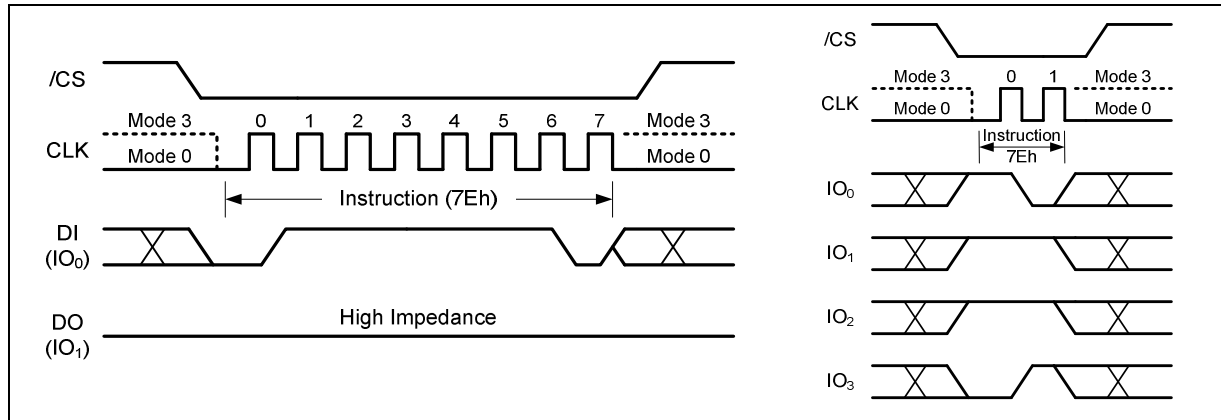 /CS
Mode 3 0 1 2 3 4 5 6 7 Mode 3
CLK Mode 0 Mode 0
Instruction (7Eh)
DI
(IO0)
DO
(IO1)
High Impedance
/CS
Mode 3 0 1 Mode 3
CLK Mode 0 Mode 0
Instruction
7Eh
IO0
IO1
IO2
IO3